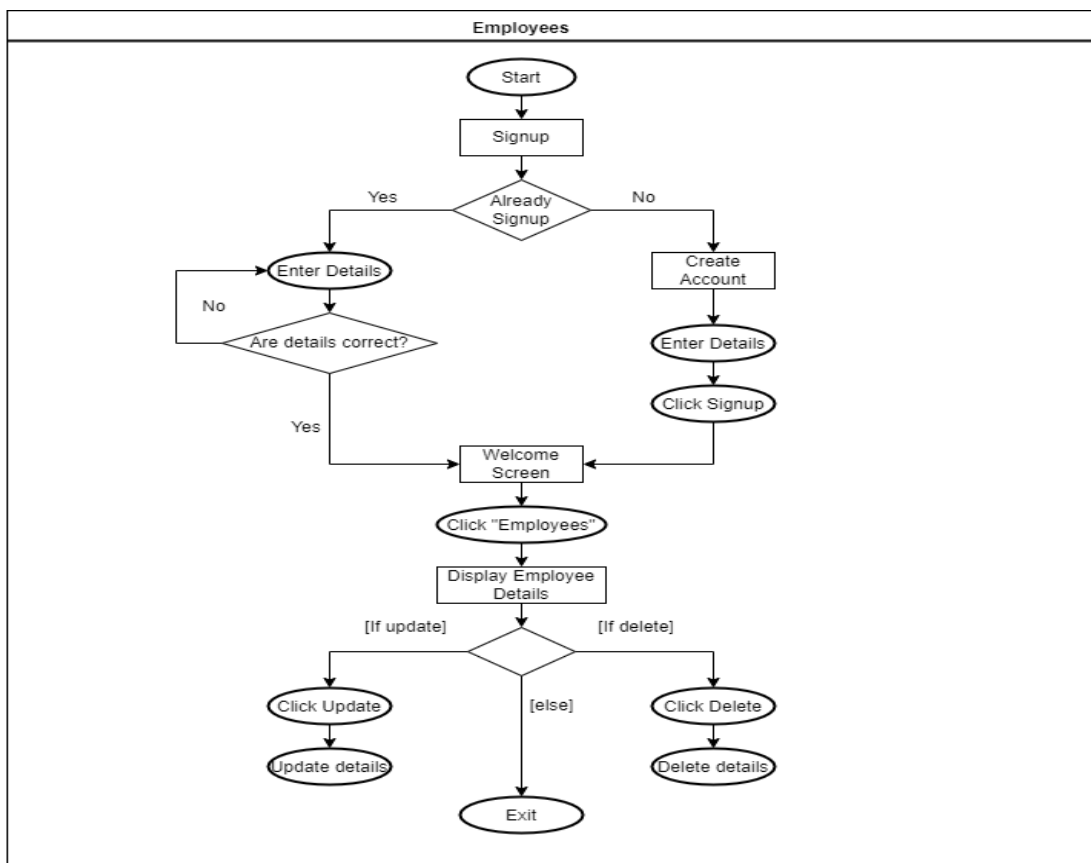 Employees
Start
Signup
Yes
Already
Signup
No
Enter Details
Create
Account
No
Are details correct?
Enter Details
Click Signup
Yes
Welcome
Screen
Click "Employees"
Display Employee
Details
[If update]
[If delete]
Click Update
[else]
Click Delete
Update details
Delete details
Exit